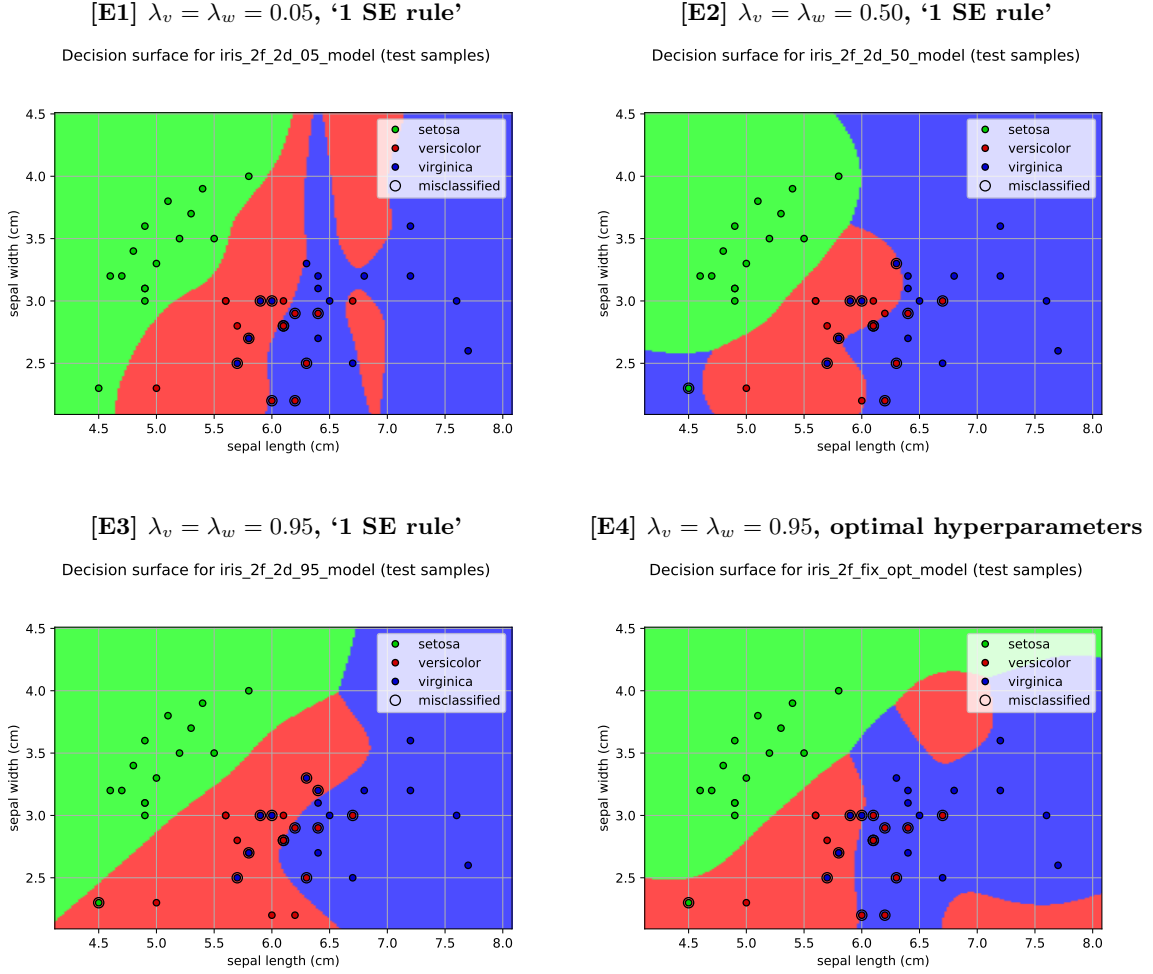 [E1] λv = λw = 0.05, ‘1 SE rule’
Decision surface for iris_2f_2d_05_model (test samples)
4.5
4.0
3.5
3.0
2.5
sepal width (cm)
setosa
versicolor
virginica
misclassified
4.5 5.0 5.5 6.0 6.5 7.0 7.5 8.0
sepal length (cm)
[E2] λv = λw = 0.50, ‘1 SE rule’
Decision surface for iris_2f_2d_50_model (test samples)
4.5
4.0
3.5
3.0
2.5
sepal width (cm)
setosa
versicolor
virginica
misclassified
4.5 5.0 5.5 6.0 6.5 7.0 7.5 8.0
sepal length (cm)
[E3] λv = λw = 0.95, ‘1 SE rule’
Decision surface for iris_2f_2d_95_model (test samples)
4.5
4.0
3.5
3.0
2.5
sepal width (cm)
setosa
versicolor
virginica
misclassified
4.5 5.0 5.5 6.0 6.5 7.0 7.5 8.0
sepal length (cm)
[E4] λv = λw = 0.95, optimal hyperparameters
Decision surface for iris_2f_fix_opt_model (test samples)
4.5
4.0
3.5
3.0
2.5
sepal width (cm)
setosa
versicolor
virginica
misclassified
4.5 5.0 5.5 6.0 6.5 7.0 7.5 8.0
sepal length (cm)